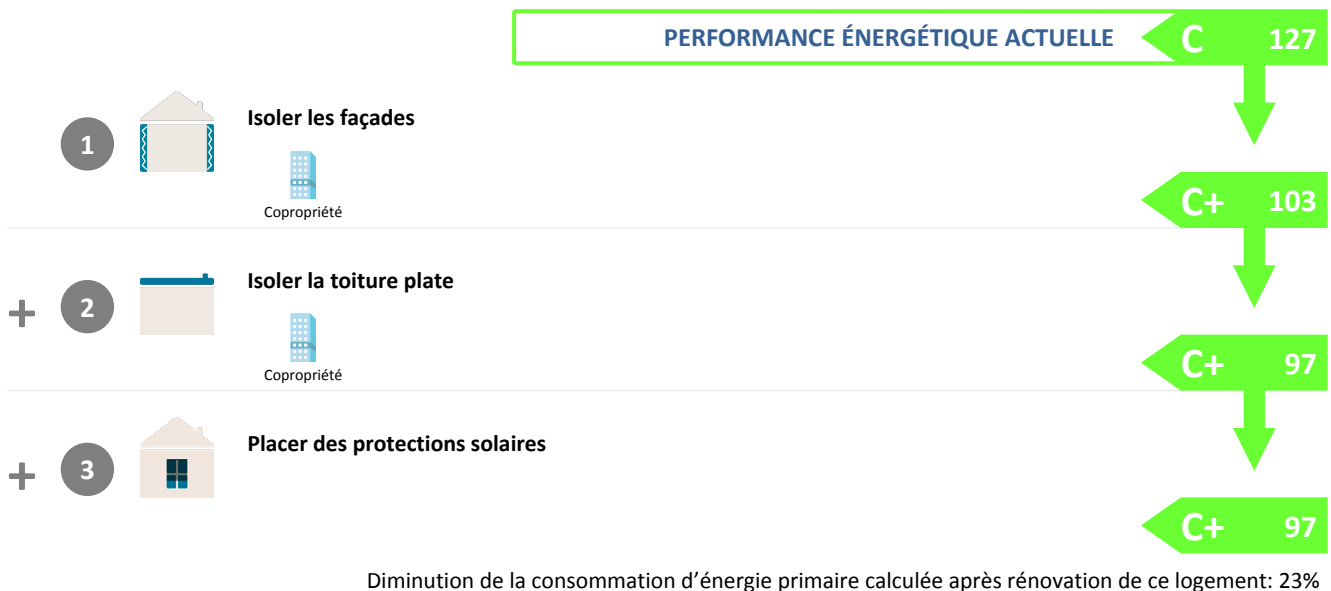 PERFORMANCE ÉNERGÉTIQUE ACTUELLE C 127
1 Isoler les façades
Copropriété
C+ 103
+ 2 Isoler la toiture plate
Copropriété
C+ 97
+ 3 Placer des protections solaires
C+ 97
Diminution de la consommation d’énergie primaire calculée après rénovation de ce logement: 23%